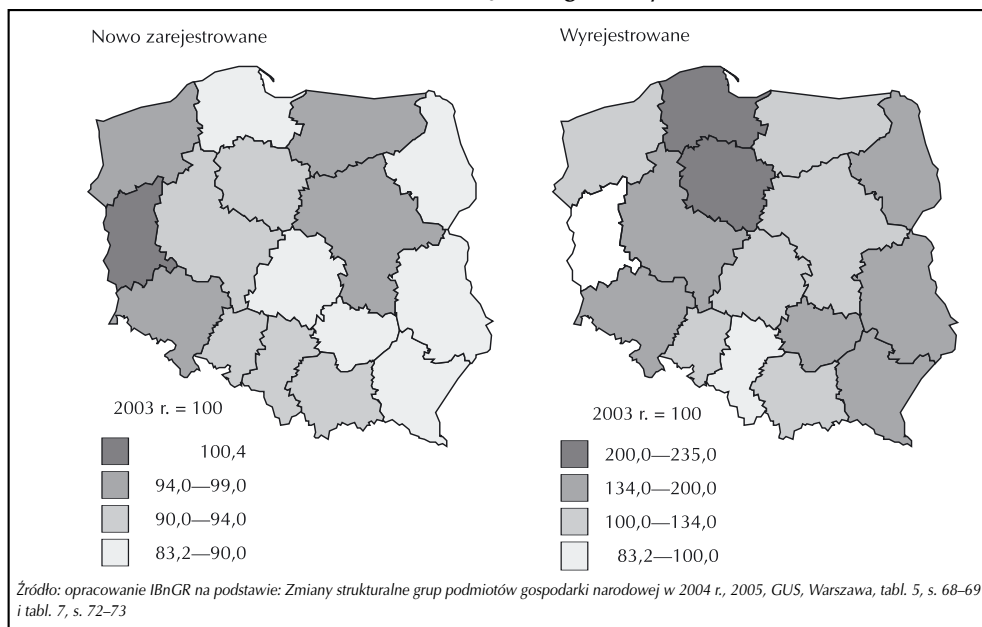 Nowo zarejestrowane
Wyrejestrowane
2003 r. = 100
100,4
94,0—99,0
90,0—94,0
83,2—90,0
2003 r. = 100
200,0—235,0
134,0—200,0
100,0—134,0
83,2—100,0
Źródło: opracowanie IBnGR na podstawie: Zmiany strukturalne grup podmiotów gospodarki narodowej w 2004 r., 2005, GUS, Warszawa, tabl. 5, s. 68–69
i tabl. 7, s. 72–73